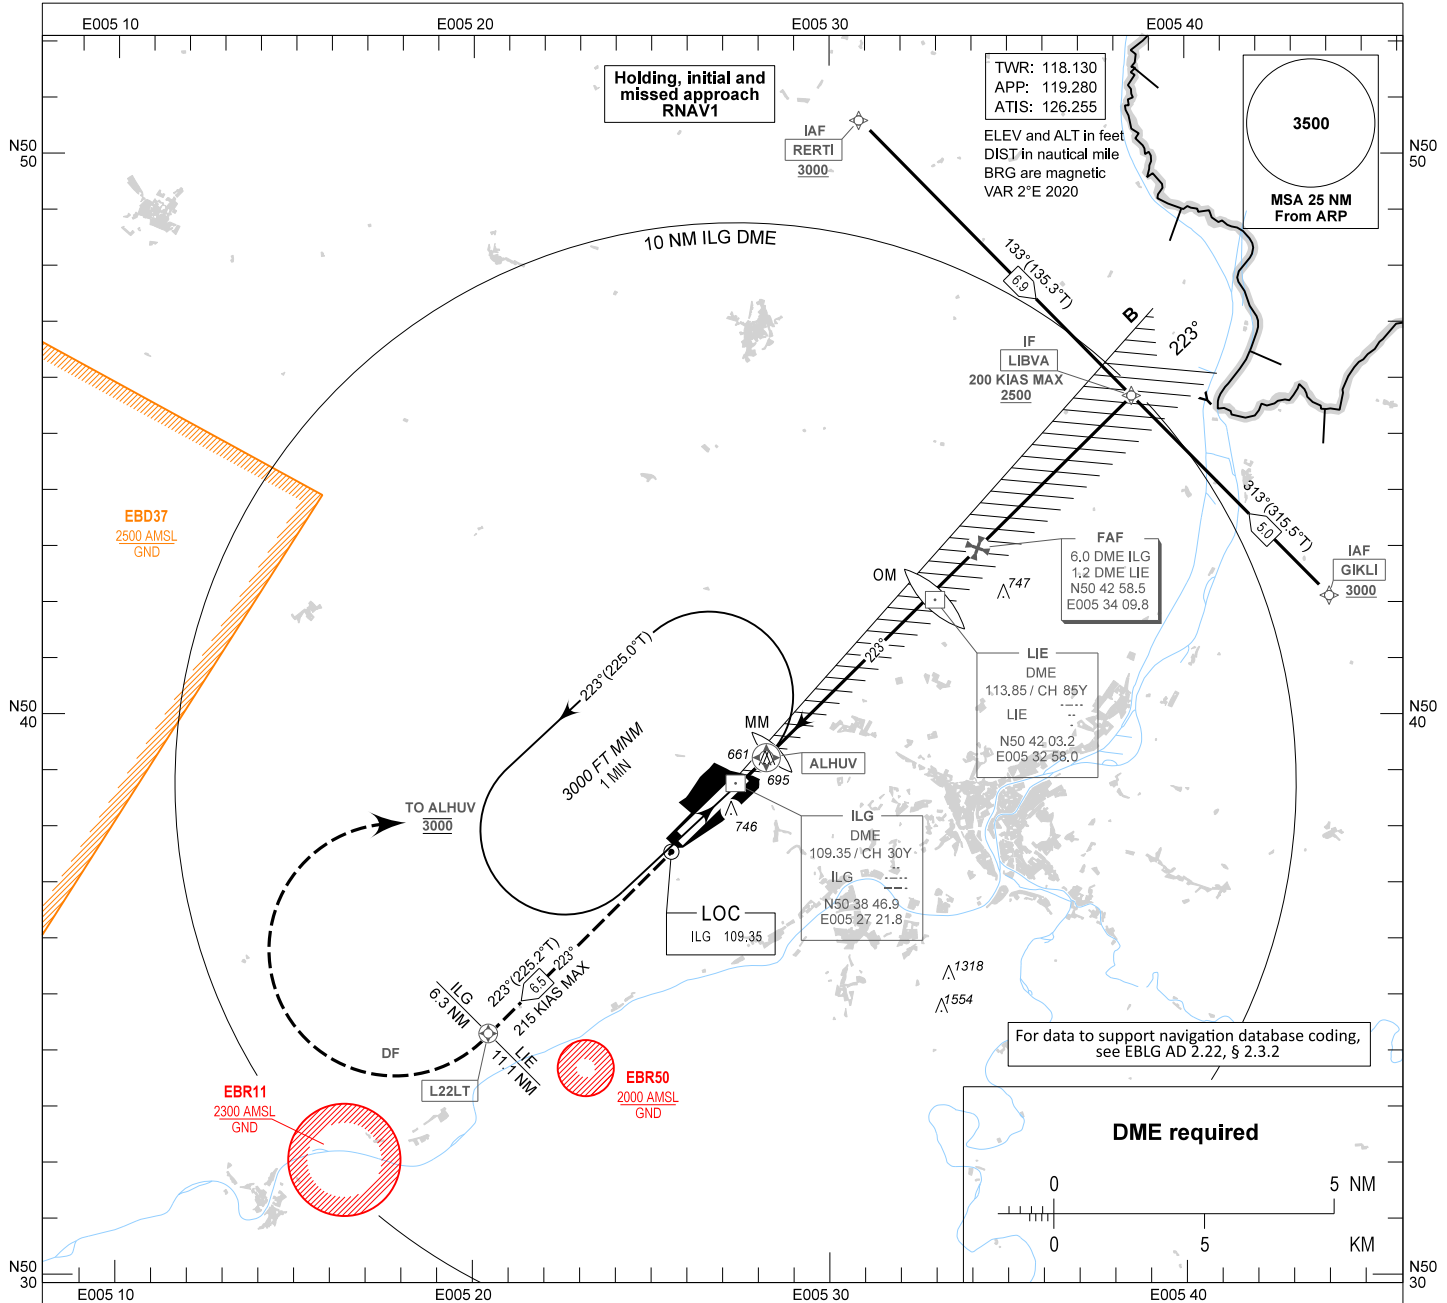 E005 10
E005 20
E005 30
E005 40
N50
50
N50
50
Holding, initial and
missed approach
RNAV1
TWR: 118.130
APP: 119.280
ATIS: 126.255
ELEV and ALT in feet
DIST in nautical mile
BRG are magnetic
VAR 2°E 2020
3500
MSA 25 NM
From ARP
IAF
RERTI
3000
10 NM ILG DME
133°(135.3°T)
6.9
B
223°
Y
IF
LIBVA
200 KIAS MAX
2500
313°(315.5°T)
5.0
IAF
GIKLI
3000
EBD37
2500 AMSL
GND
FAF
6.0 DME ILG
1.2 DME LIE
N50 42 58.5
E005 34 09.8
OM
747
223°
LIE
DME
113.85 / CH 85Y
LIE
N50 42 03.2
E005 32 58.0
223°(225.0°T)
3000 FT MNM
1 MIN
N50
40
N50
40
MM
661
695
ALHUV
746
TO ALHUV
3000
ILG
DME
109.35 / CH 30Y
ILG
N50 38 46.9
E005 27 21.8
LOC
ILG 109.35
223°(225.2°T)
223°
6.5
215 KIAS MAX
ILG
6.3 NM
LIE
11.1 NM
DF
L22LT
1318
1554
EBR11
2300 AMSL
GND
EBR50
2000 AMSL
GND
For data to support navigation database coding,
see EBLG AD 2.22, § 2.3.2
DME required
0 5 NM
0 5 KM
N50
30
N50
30
E005 10
E005 20
E005 30
E005 40